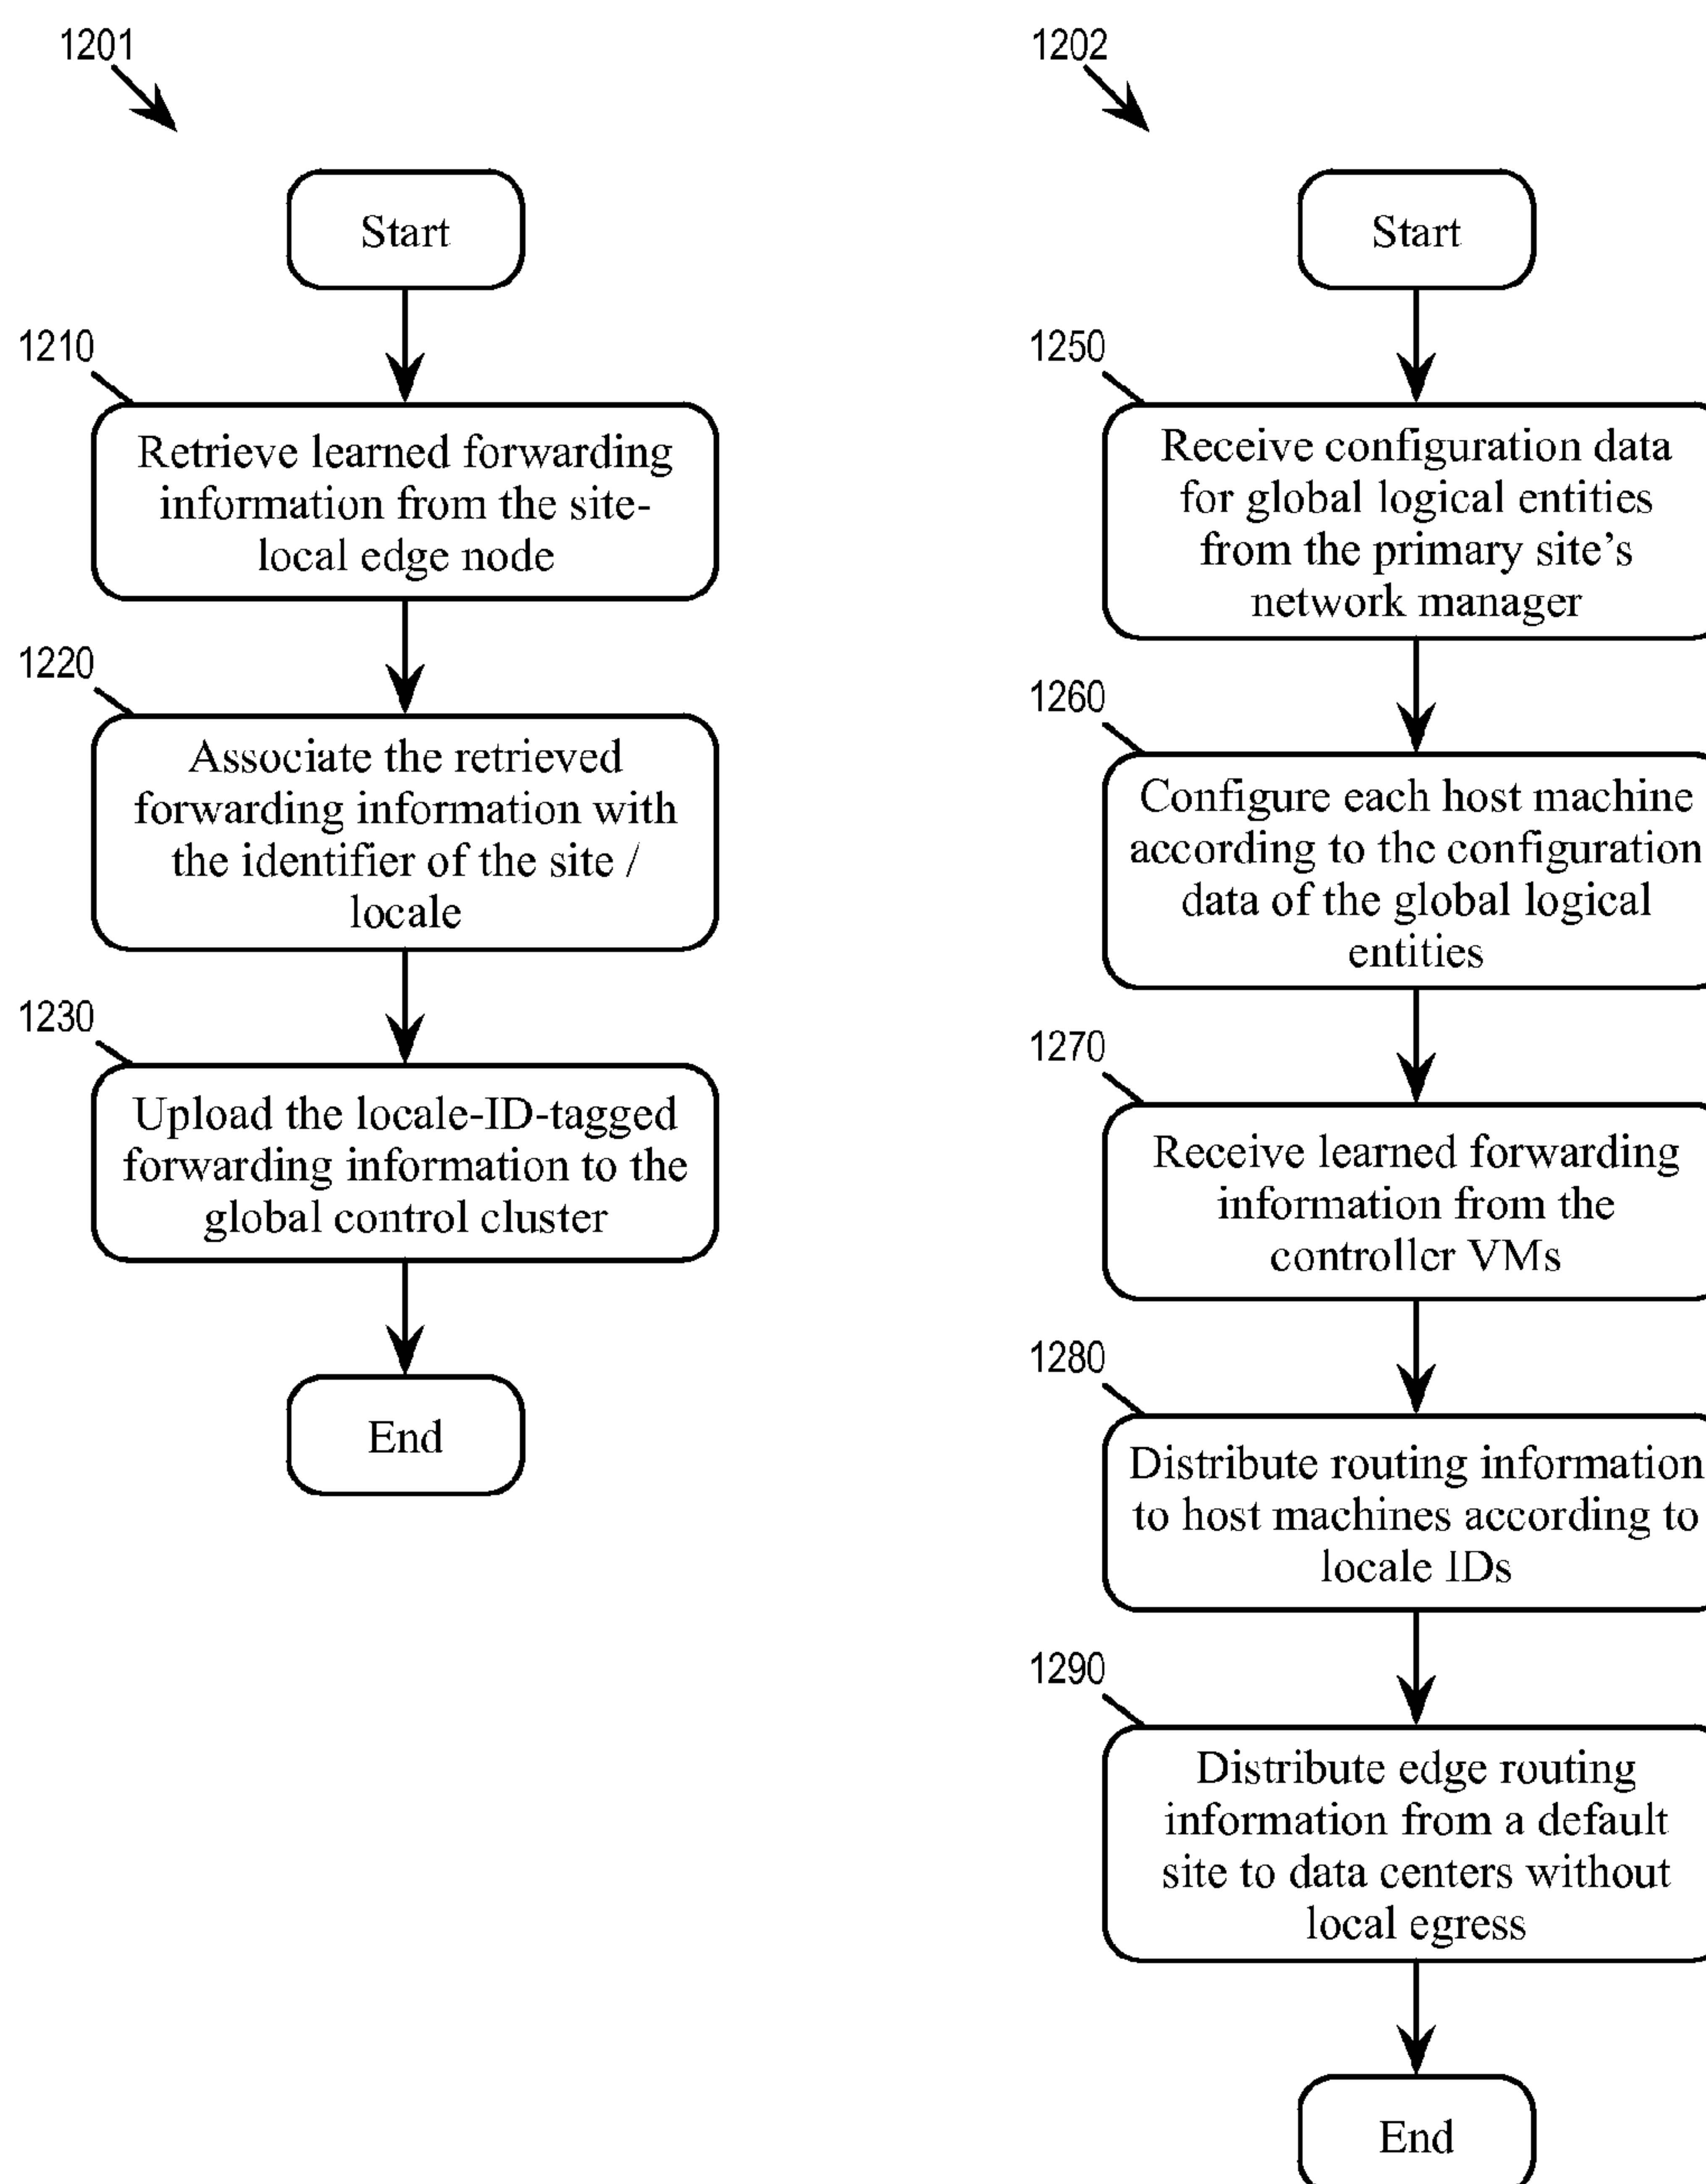 1201
Start
1210
Retrieve learned forwarding
information from the site-
local edge node
1220
Associate the retrieved
forwarding information with
the identifier of the site /
locale
1230
Upload the locale-ID-tagged
forwarding information to the
global control cluster
End
1202
Start
1250
Receive configuration data
for global logical entities
from the primary site's
network manager
1260
Configure each host machine
according to the configuration
data of the global logical
entities
1270
Receive learned forwarding
information from the
controller VMs
1280
Distribute routing information
to host machines according to
locale IDs
1290
Distribute edge routing
information from a default
site to data centers without
local egress
End